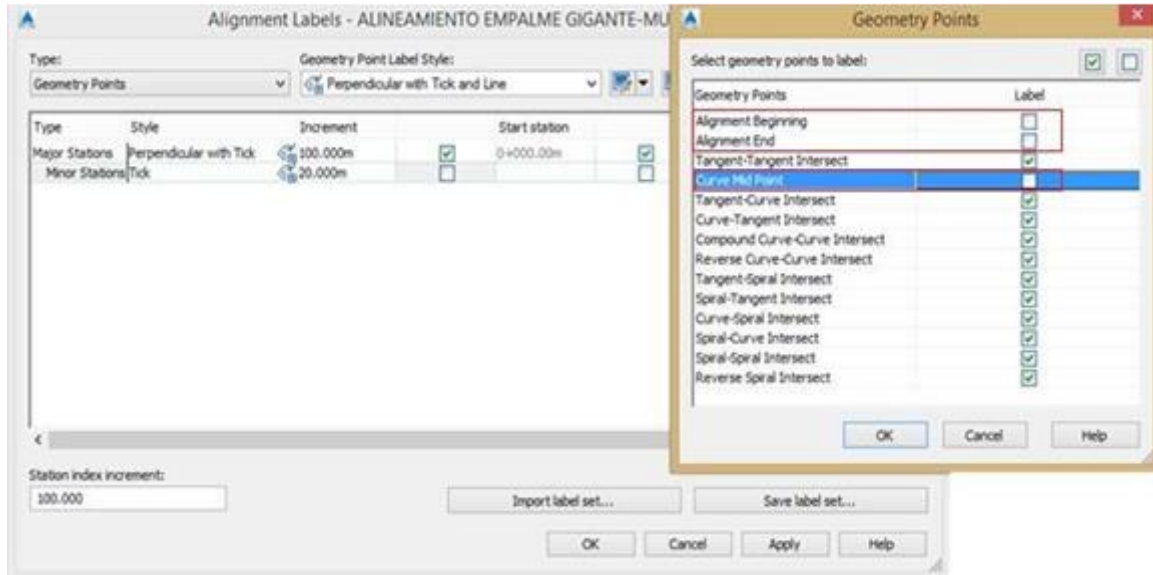 Alignment Labels - ALINEAMIENTO EMPALME GIGANTE-MU
Type:
Geometry Point Label Style:
Geometry Points
Perpendicular with Tick and Line
Type Style Increment Start station
Major Stations Perpendicular with Tick 100.000m 0+000.00m
Minor Stations Tick 20.000m
Station index increment:
100.000
Import label set...
Save label set...
OK Cancel Apply Help
Geometry Points
Select geometry points to label:
Geometry Points Label
Alignment Beginning
Alignment End
Tangent-Tangent Intersect
Curve Mid Point
Tangent-Curve Intersect
Curve-Tangent Intersect
Compound Curve-Curve Intersect
Reverse Curve-Curve Intersect
Tangent-Spiral Intersect
Spiral-Tangent Intersect
Curve-Spiral Intersect
Spiral-Curve Intersect
Spiral-Spiral Intersect
Reverse Spiral Intersect
OK Cancel Help